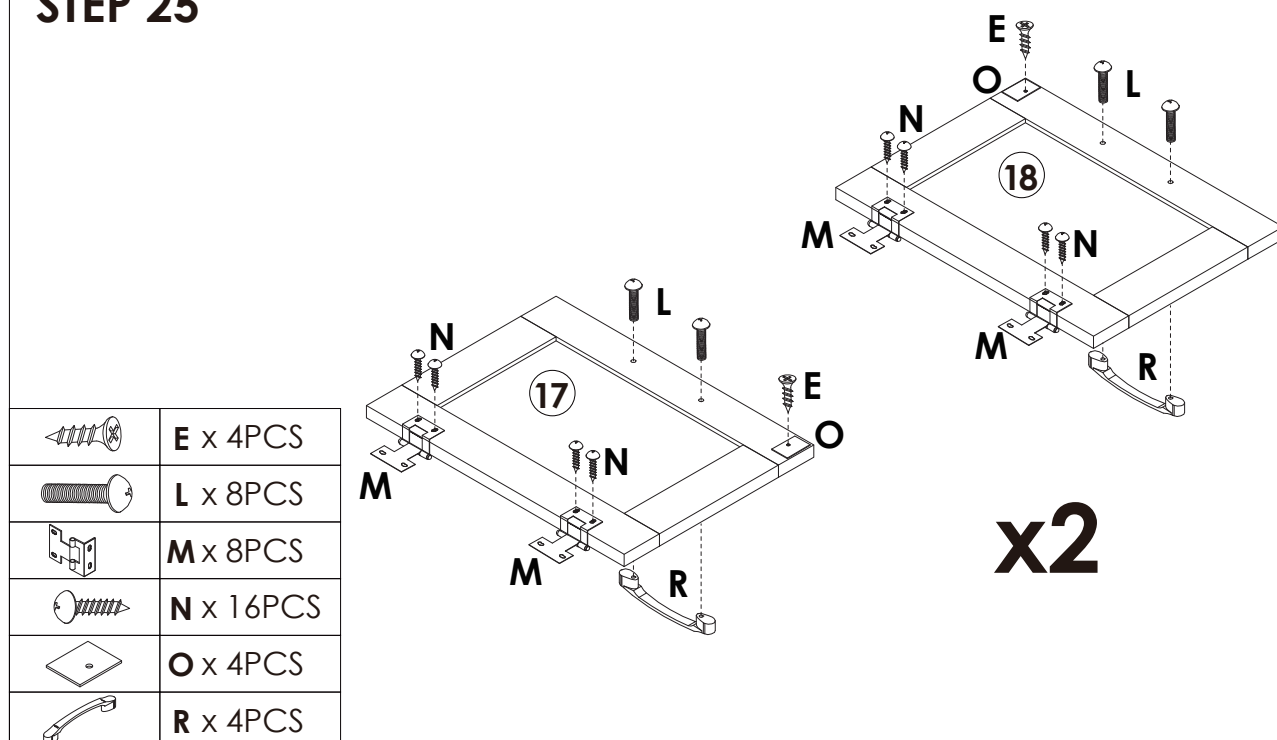 STEP 25
E
O
L
N
18
M
N
M
R
L
N
17
E
O
M
N
M
R
x2
E x 4PCS
L x 8PCS
M x 8PCS
N x 16PCS
O x 4PCS
R x 4PCS